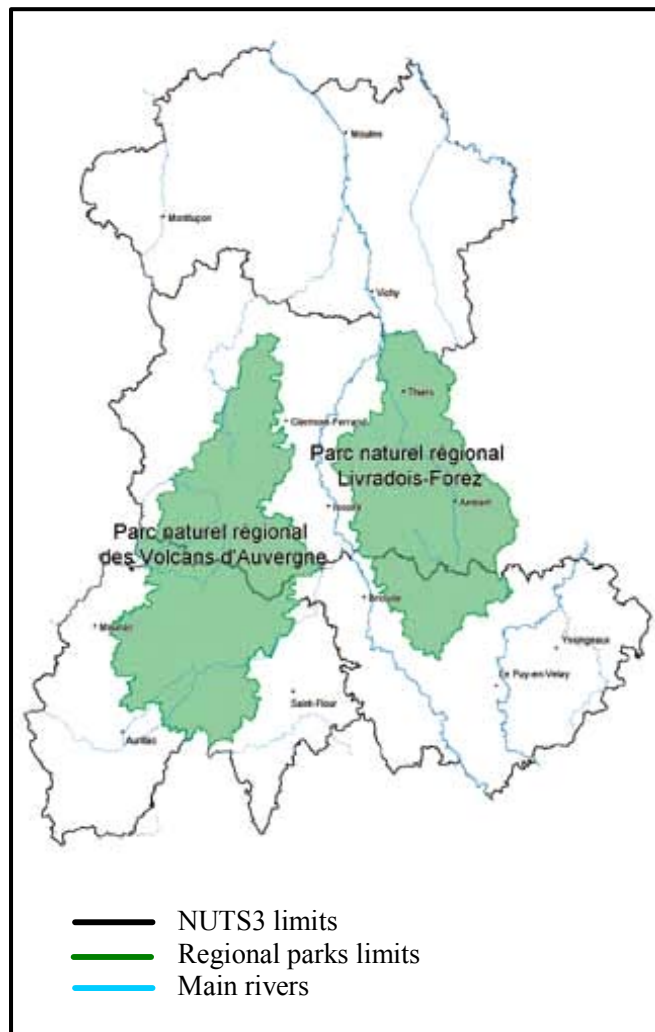 Moulins
Montluçon
Vichy
Thiers
Clermont-Ferrand
Parc naturel régional
Livradois-Forez
Issoire
Ambert
Parc naturel régional
des Volcans d'Auvergne
Brioude
Mauriac
Yssingeaux
Le Puy-en-Velay
Saint-Flour
Aurillac
NUTS3 limits
Regional parks limits
Main rivers